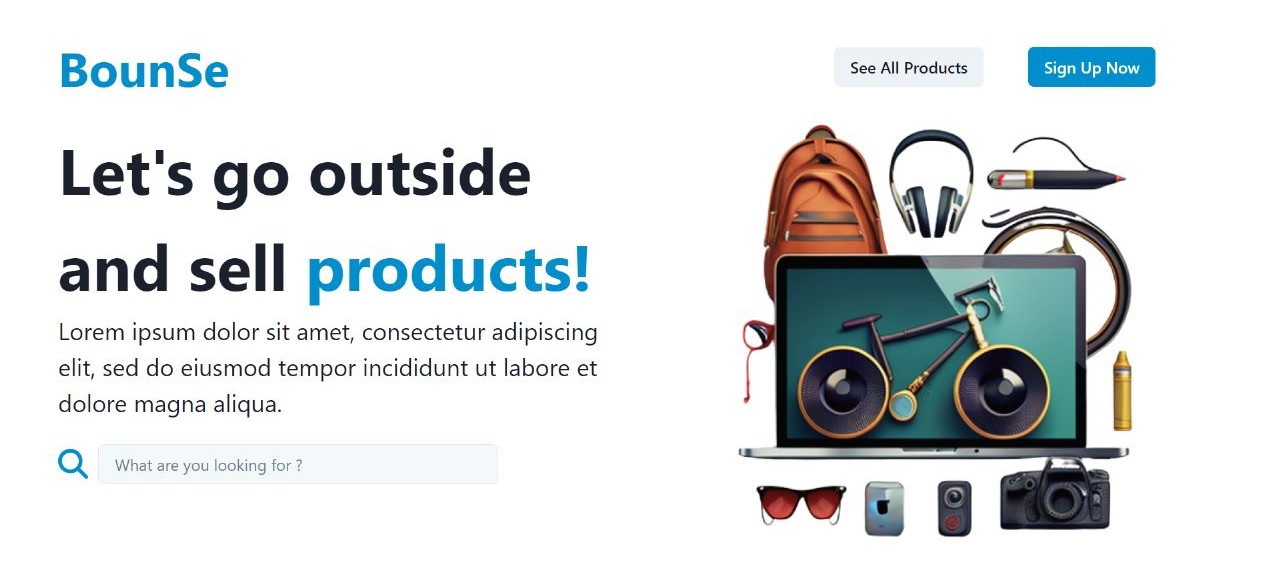 BounSe
See All Products
Sign Up Now
Let's go outside
and sell products!
Lorem ipsum dolor sit amet, consectetur adipiscing
elit, sed do eiusmod tempor incididunt ut labore et
dolore magna aliqua.
What are you looking for ?